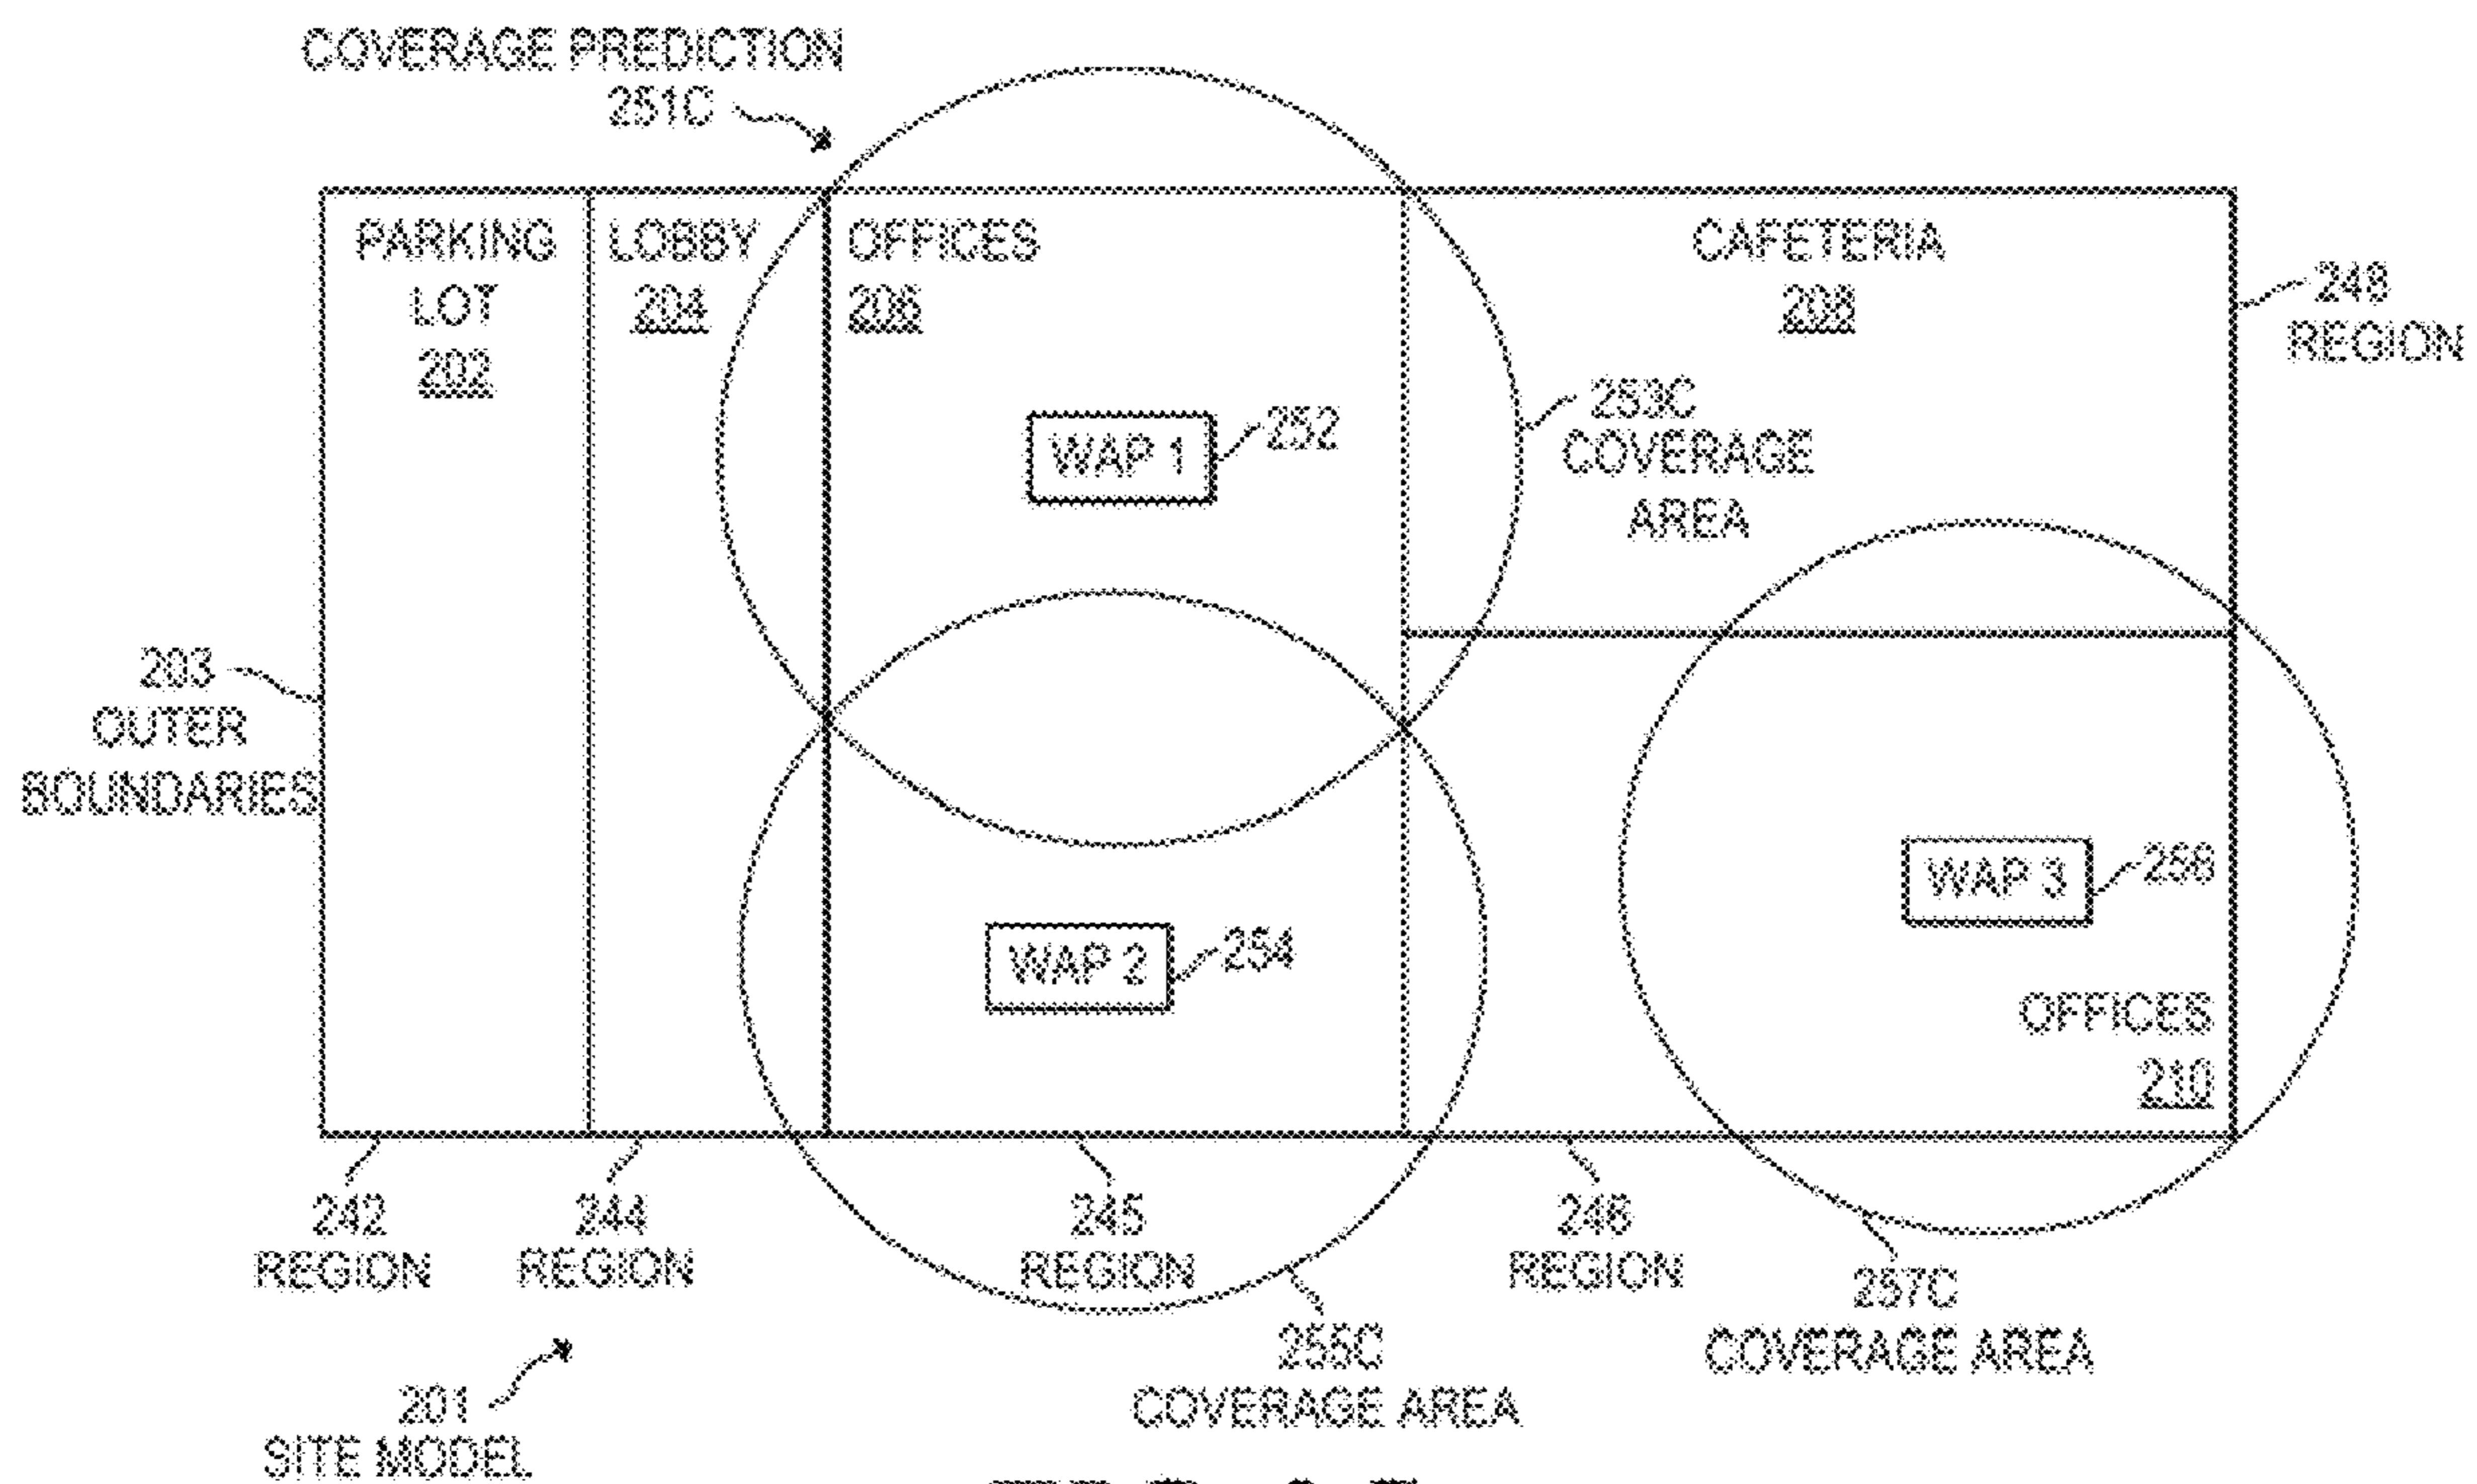 COVERAGE PREDICTION
251C
PARKING
LOT
202
LOBBY
204
OFFICES
206
CAFETERIA
208
248
REGION
WAP 1
252
253C
COVERAGE
AREA
203
OUTER
BOUNDARIES
WAP 2
254
WAP 3
256
OFFICES
210
242
REGION
244
REGION
245
REGION
246
REGION
257C
COVERAGE AREA
255C
COVERAGE AREA
201
SITE MODEL